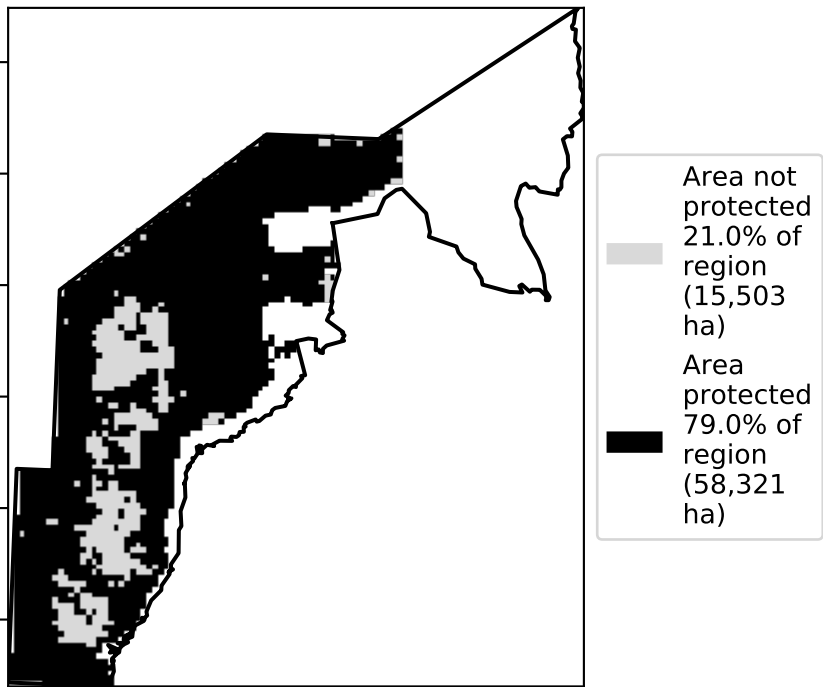 Area not
protected
21.0% of
region
(15,503
ha)
Area
protected
79.0% of
region
(58,321
ha)